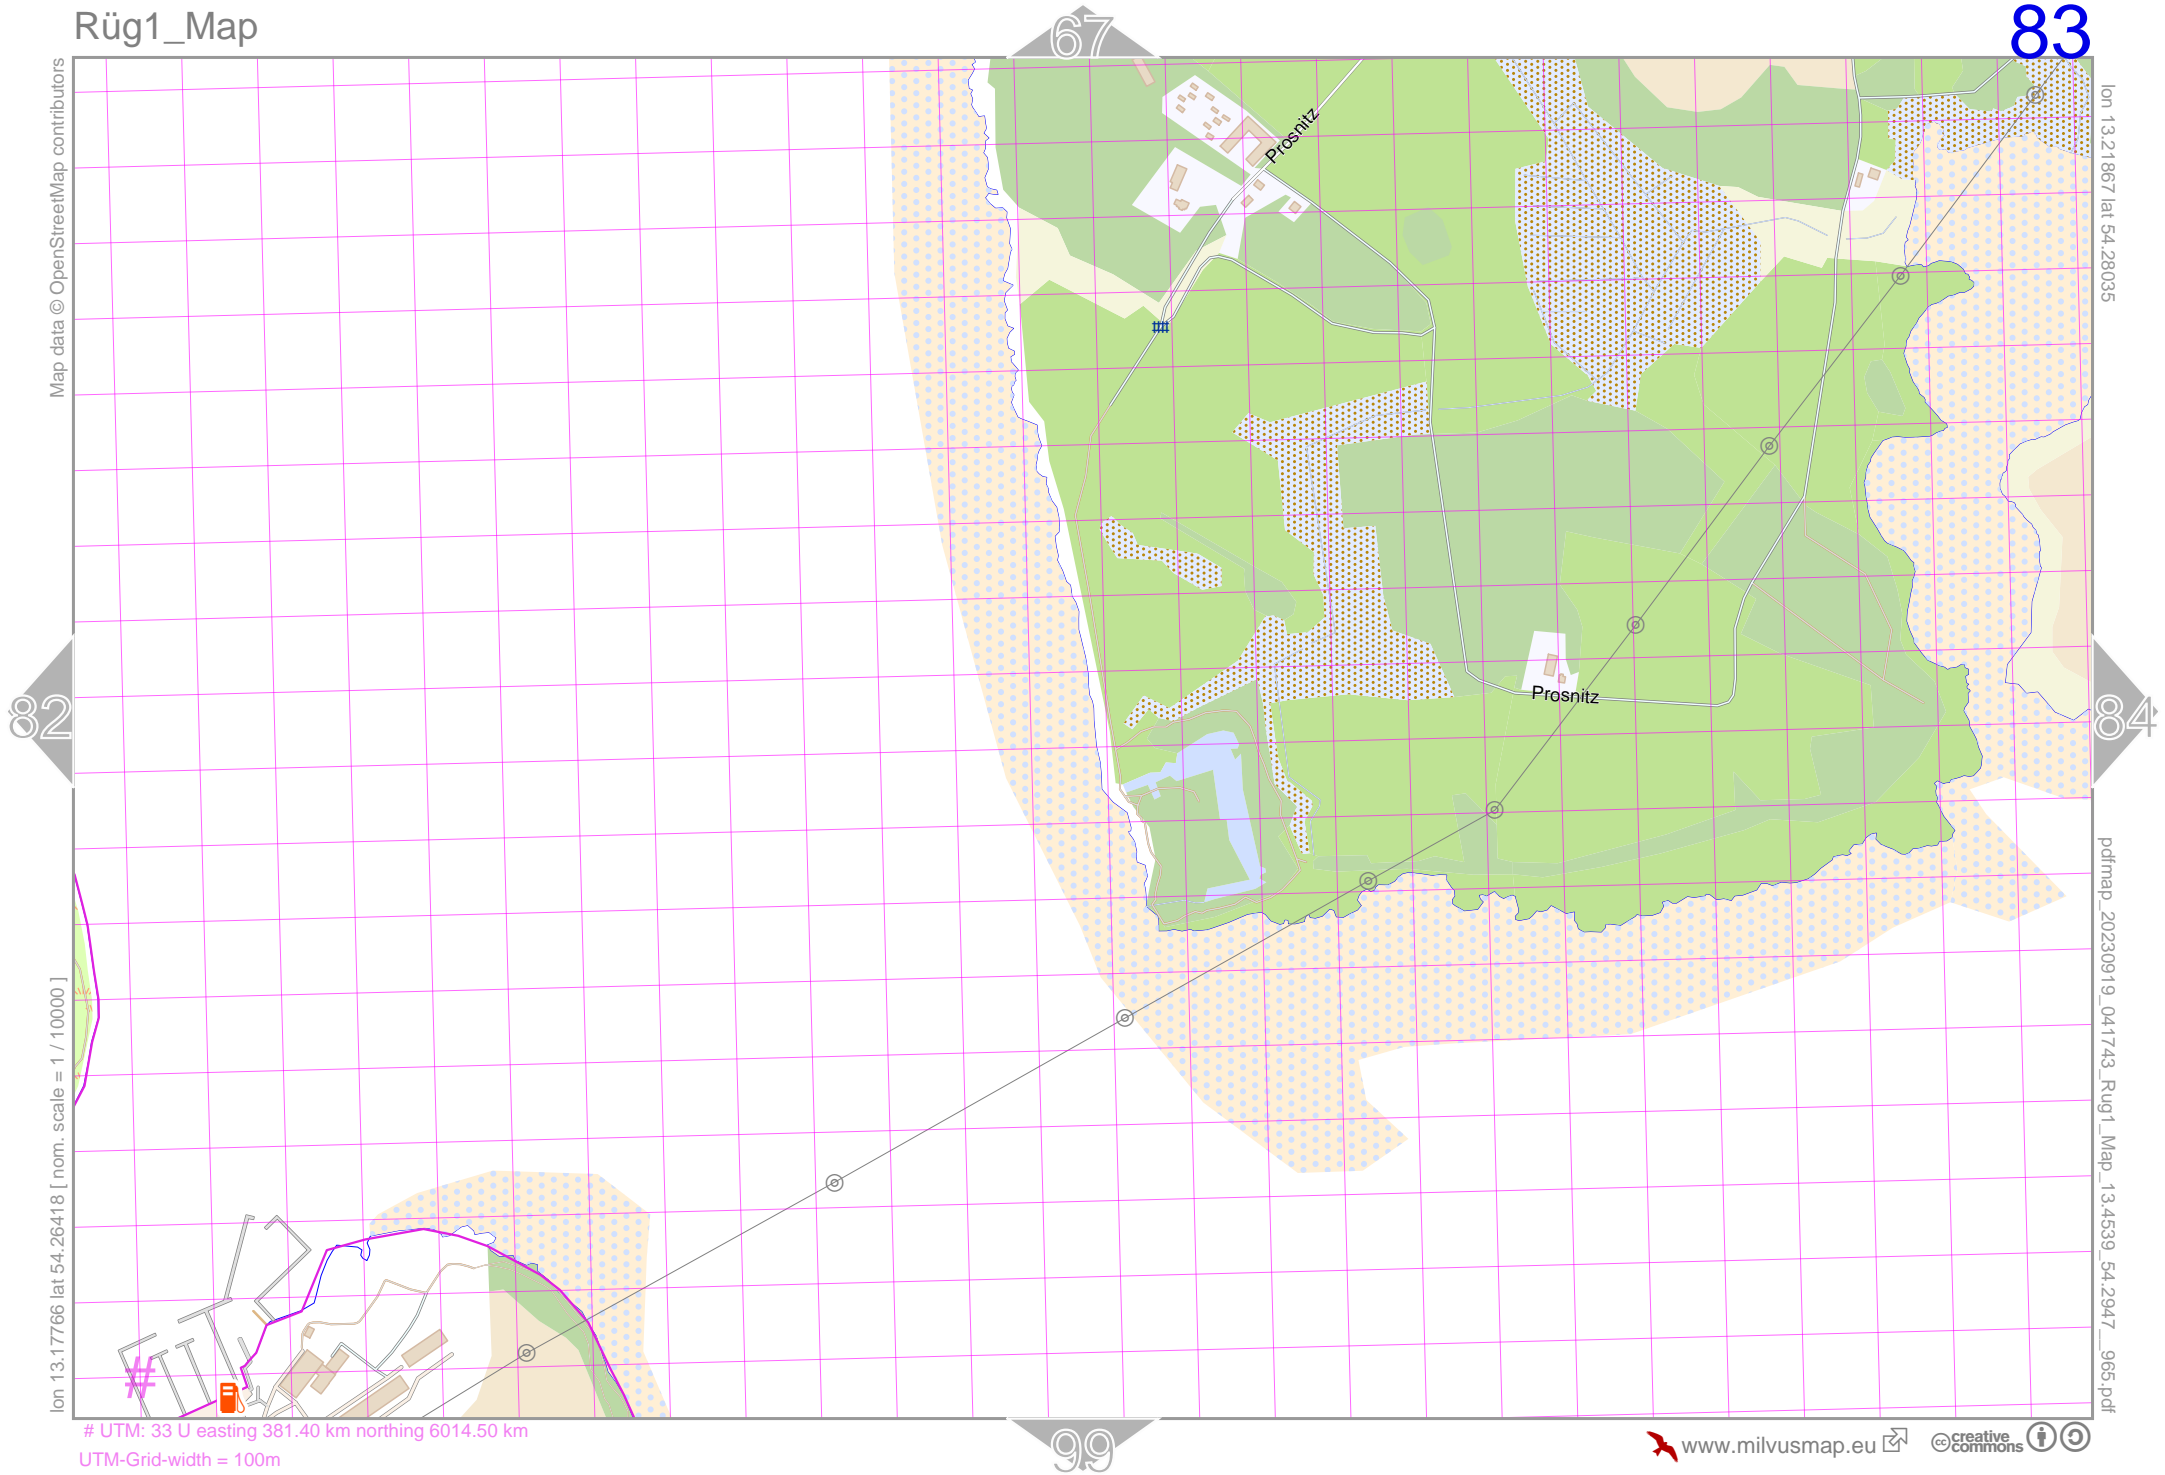 Rüg1_Map
67
83
Map data © OpenStreetMap contributors
lon 13.21867 lat 54.28035
Prosnitz
82
Prosnitz
84
lon 13.17766 lat 54.26418 [ nom. scale = 1 / 10000 ]
pdfmap_20230919_041743_Rug1_Map_13.4539_54.2947__965.pdf
#
# UTM: 33 U easting 381.40 km northing 6014.50 km
UTM-Grid-width = 100m
99
www.milvusmap.eu
cc creative commons